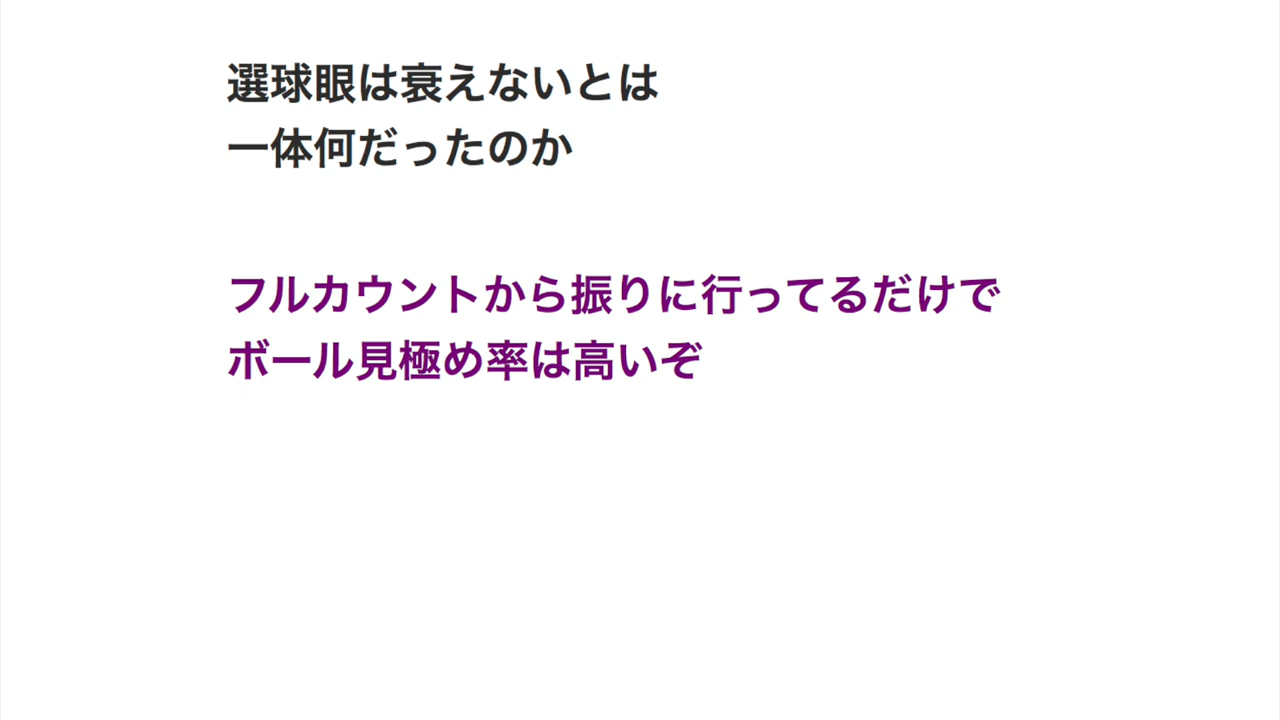 選球眼は衰えないとは
一体何だったのか
フルカウントから振りに行ってるだけで
ボール見極め率は高いぞ